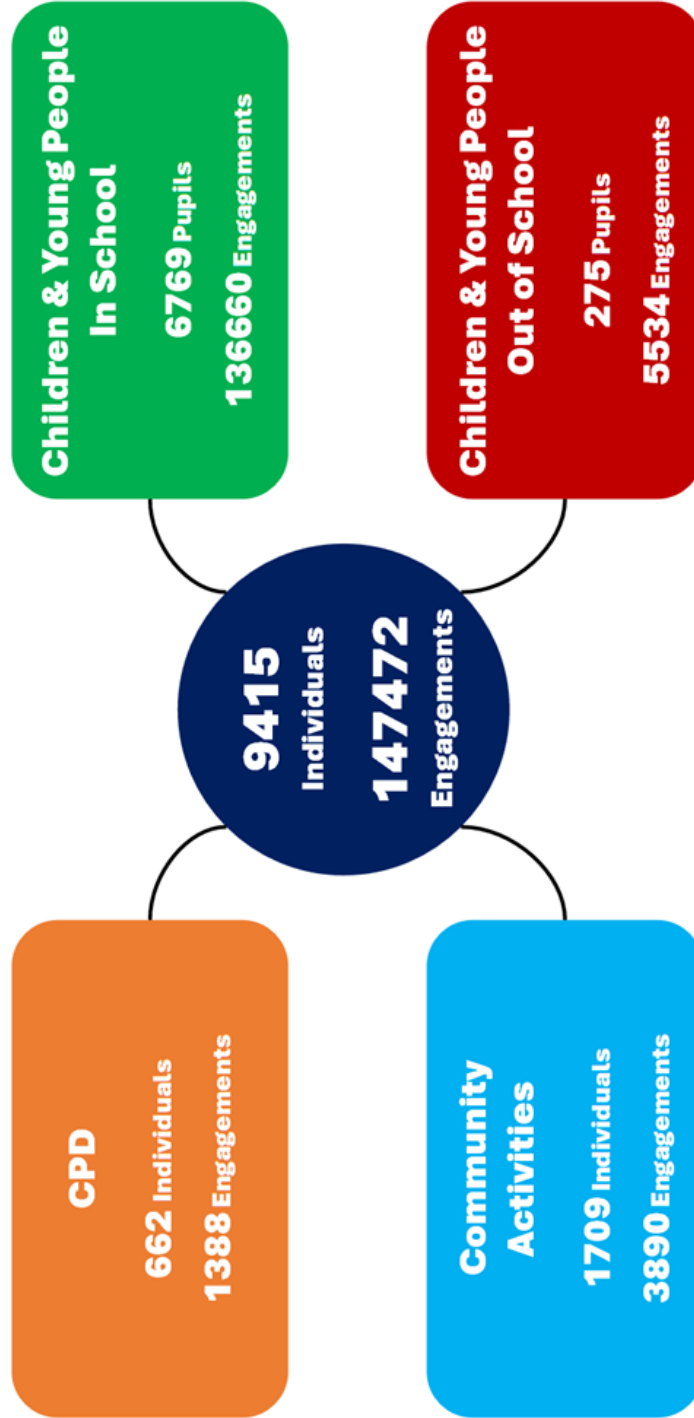 CPD
662 Individuals
1388 Engagements
Children & Young People
In School
6769 Pupils
136660 Engagements
9415
Individuals
147472
Engagements
Community
Activities
1709 Individuals
3890 Engagements
Children & Young People
Out of School
275 Pupils
5534 Engagements